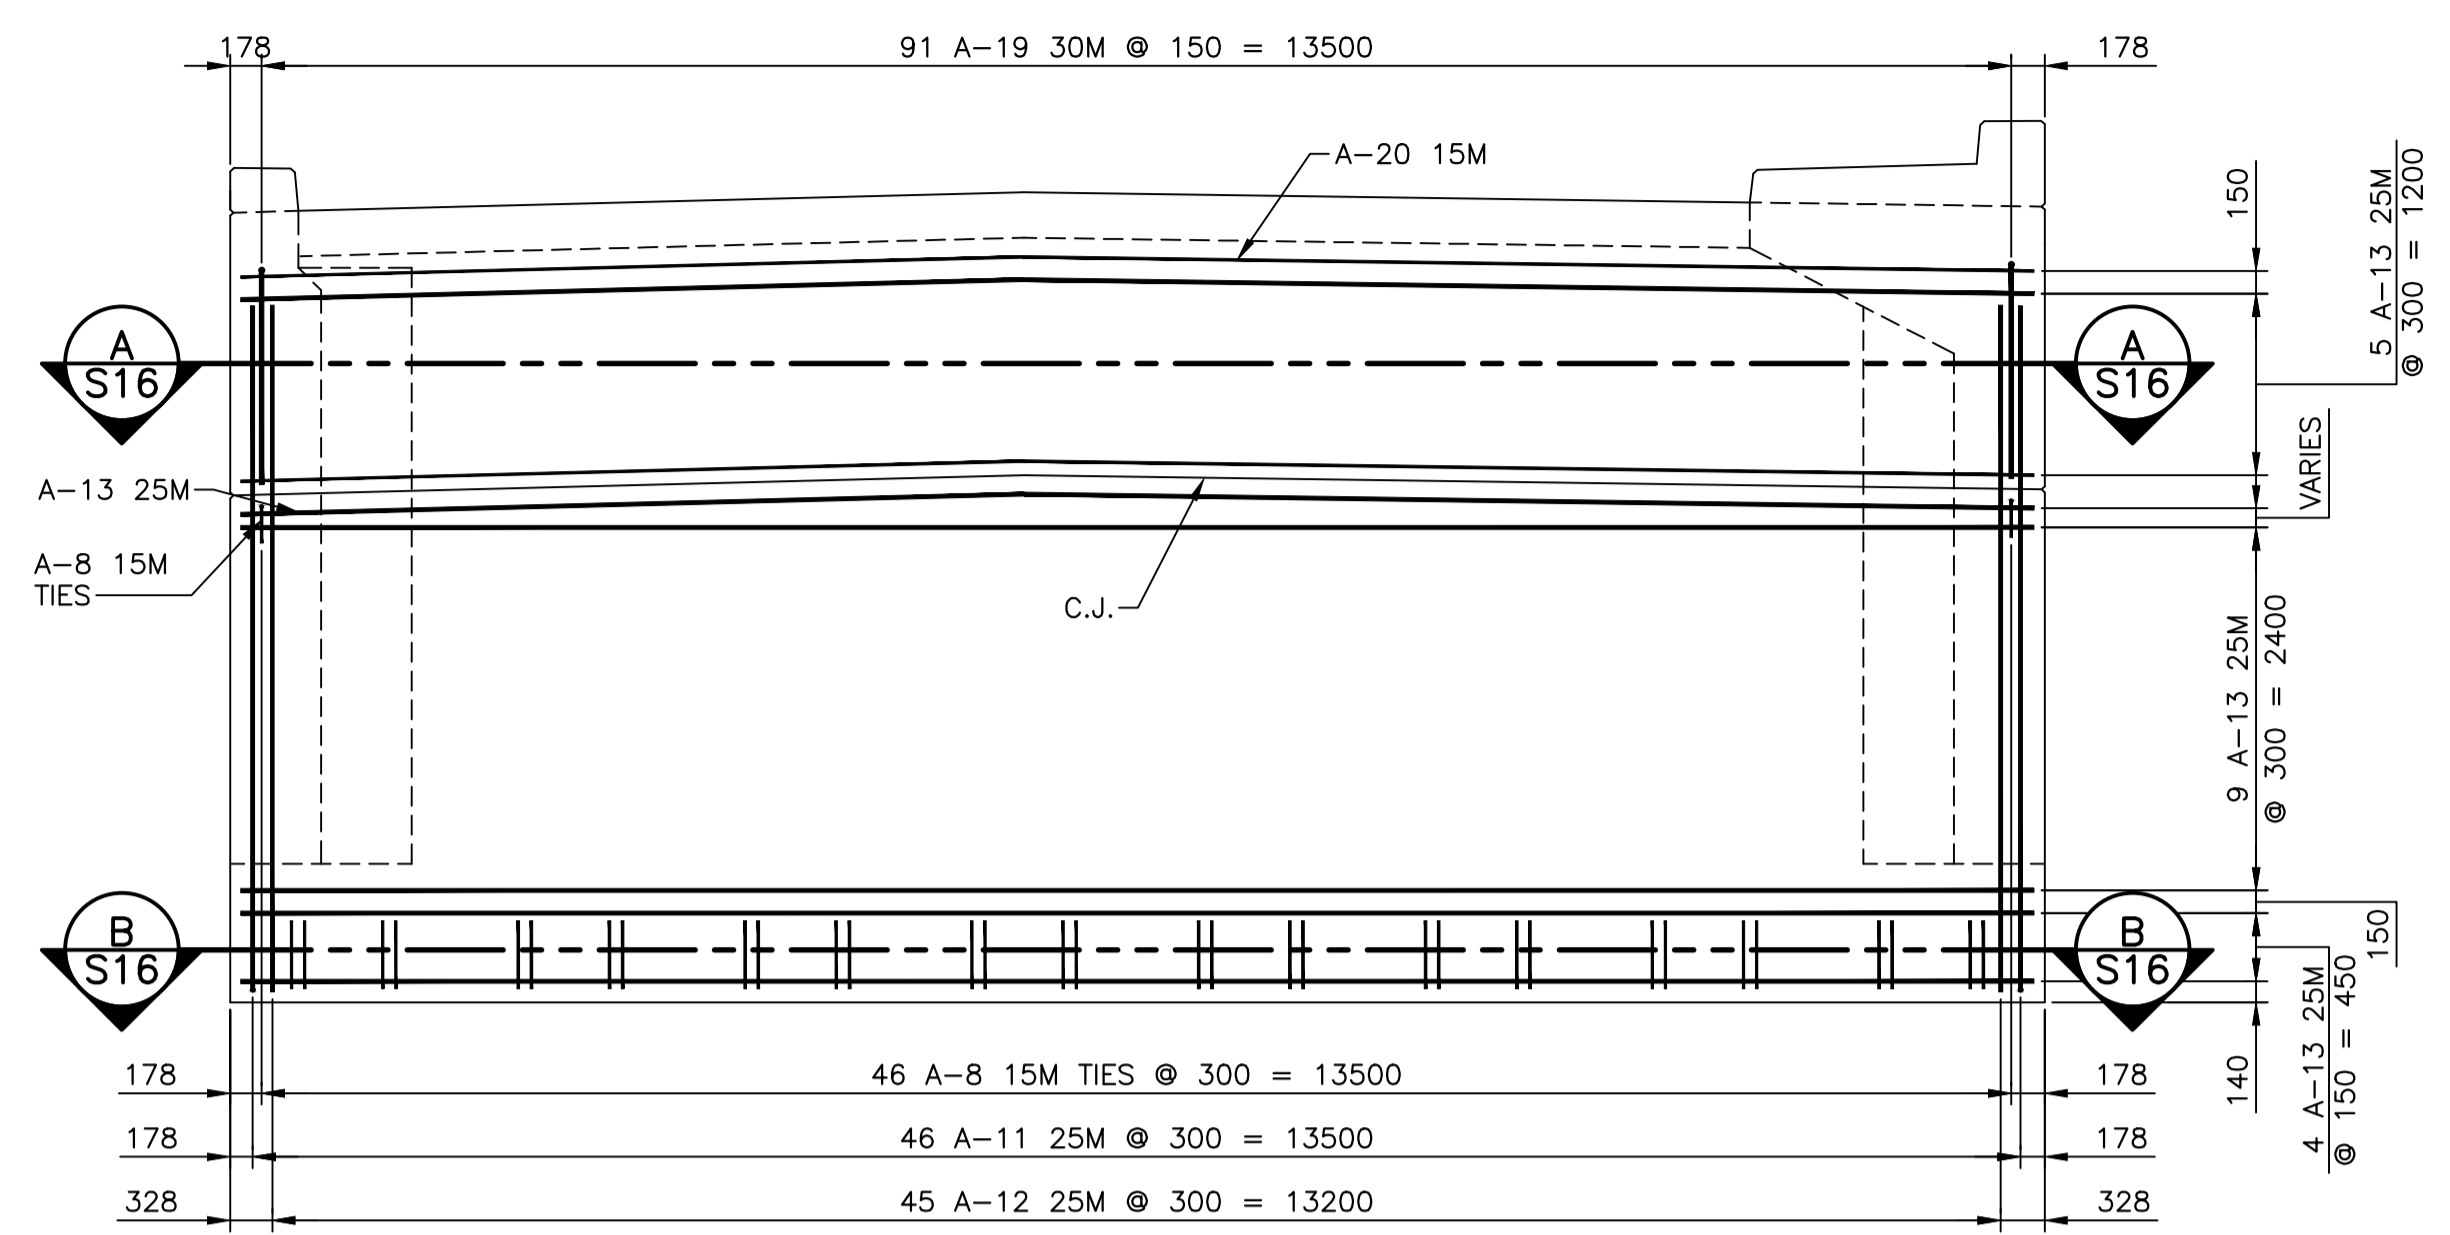 178
91 A-19 30M @ 150 = 13500
178
A-20 15M
150
5 A-13 25M
@ 300 = 1200
A
S16
A
S16
VARIES
A-13 25M
A-8 15M
TIES
C.J.
9 A-13 25M
@ 300 = 2400
B
S16
B
S16
150
140
4 A-13 25M
@ 150 = 450
178
46 A-8 15M TIES @ 300 = 13500
178
178
46 A-11 25M @ 300 = 13500
178
328
45 A-12 25M @ 300 = 13200
328